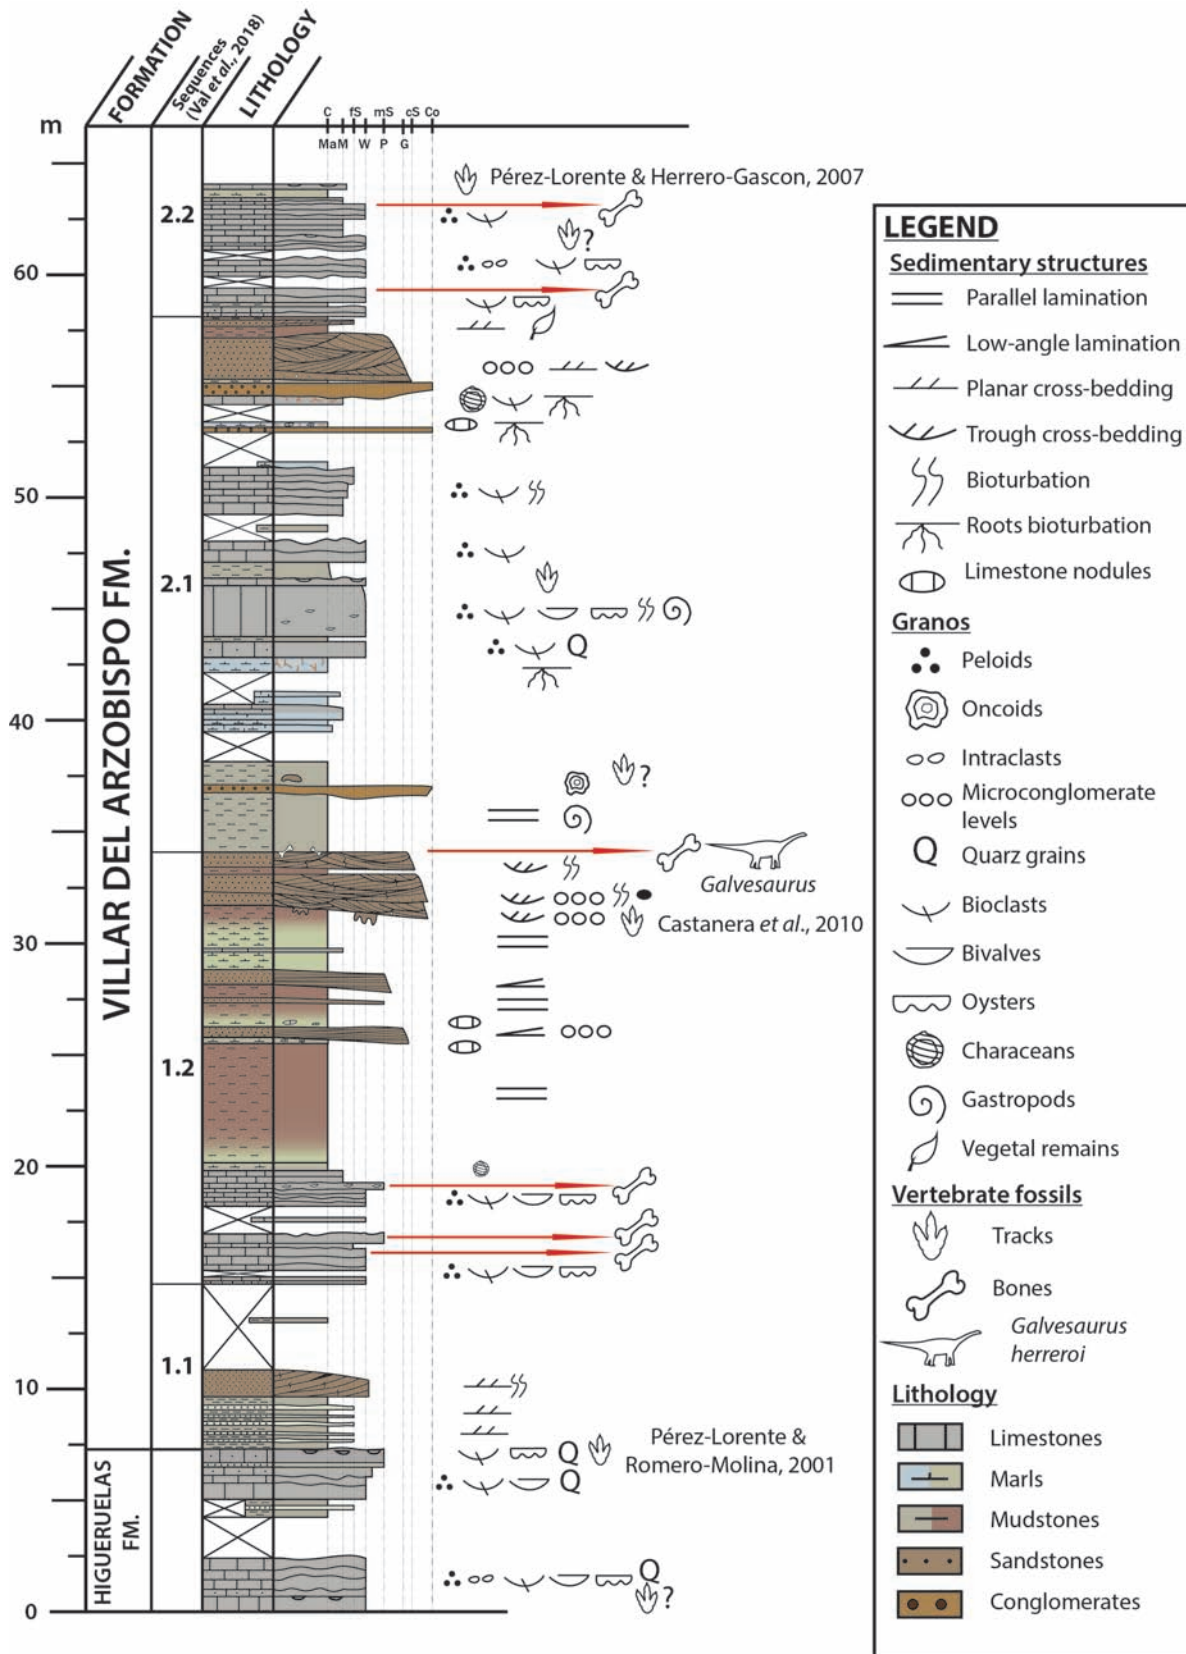 FORMATION
Sequences
(Val et al., 2018)
LITHOLOGY
m
C fS mS cS Co
Ma M W P G
Pérez-Lorente & Herrero-Gascon, 2007
2.2
?
60
50
VILLAR DEL ARZOBISPO FM.
2.1
Q
40
?
Galvesaurus
Castanera et al., 2010
30
1.2
20
1.1
10
Pérez-Lorente &
Romero-Molina, 2001
Q
Q
HIGUERUELAS
FM.
Q
?
0
LEGEND
Sedimentary structures
Parallel lamination
Low-angle lamination
Planar cross-bedding
Trough cross-bedding
Bioturbation
Roots bioturbation
Limestone nodules
Granos
Peloids
Oncoids
Intraclasts
Microconglomerate
levels
Q Quarz grains
Bioclasts
Bivalves
Oysters
Characeans
Gastropods
Vegetal remains
Vertebrate fossils
Tracks
Bones
Galvesaurus
herreroi
Lithology
Limestones
Marls
Mudstones
Sandstones
Conglomerates